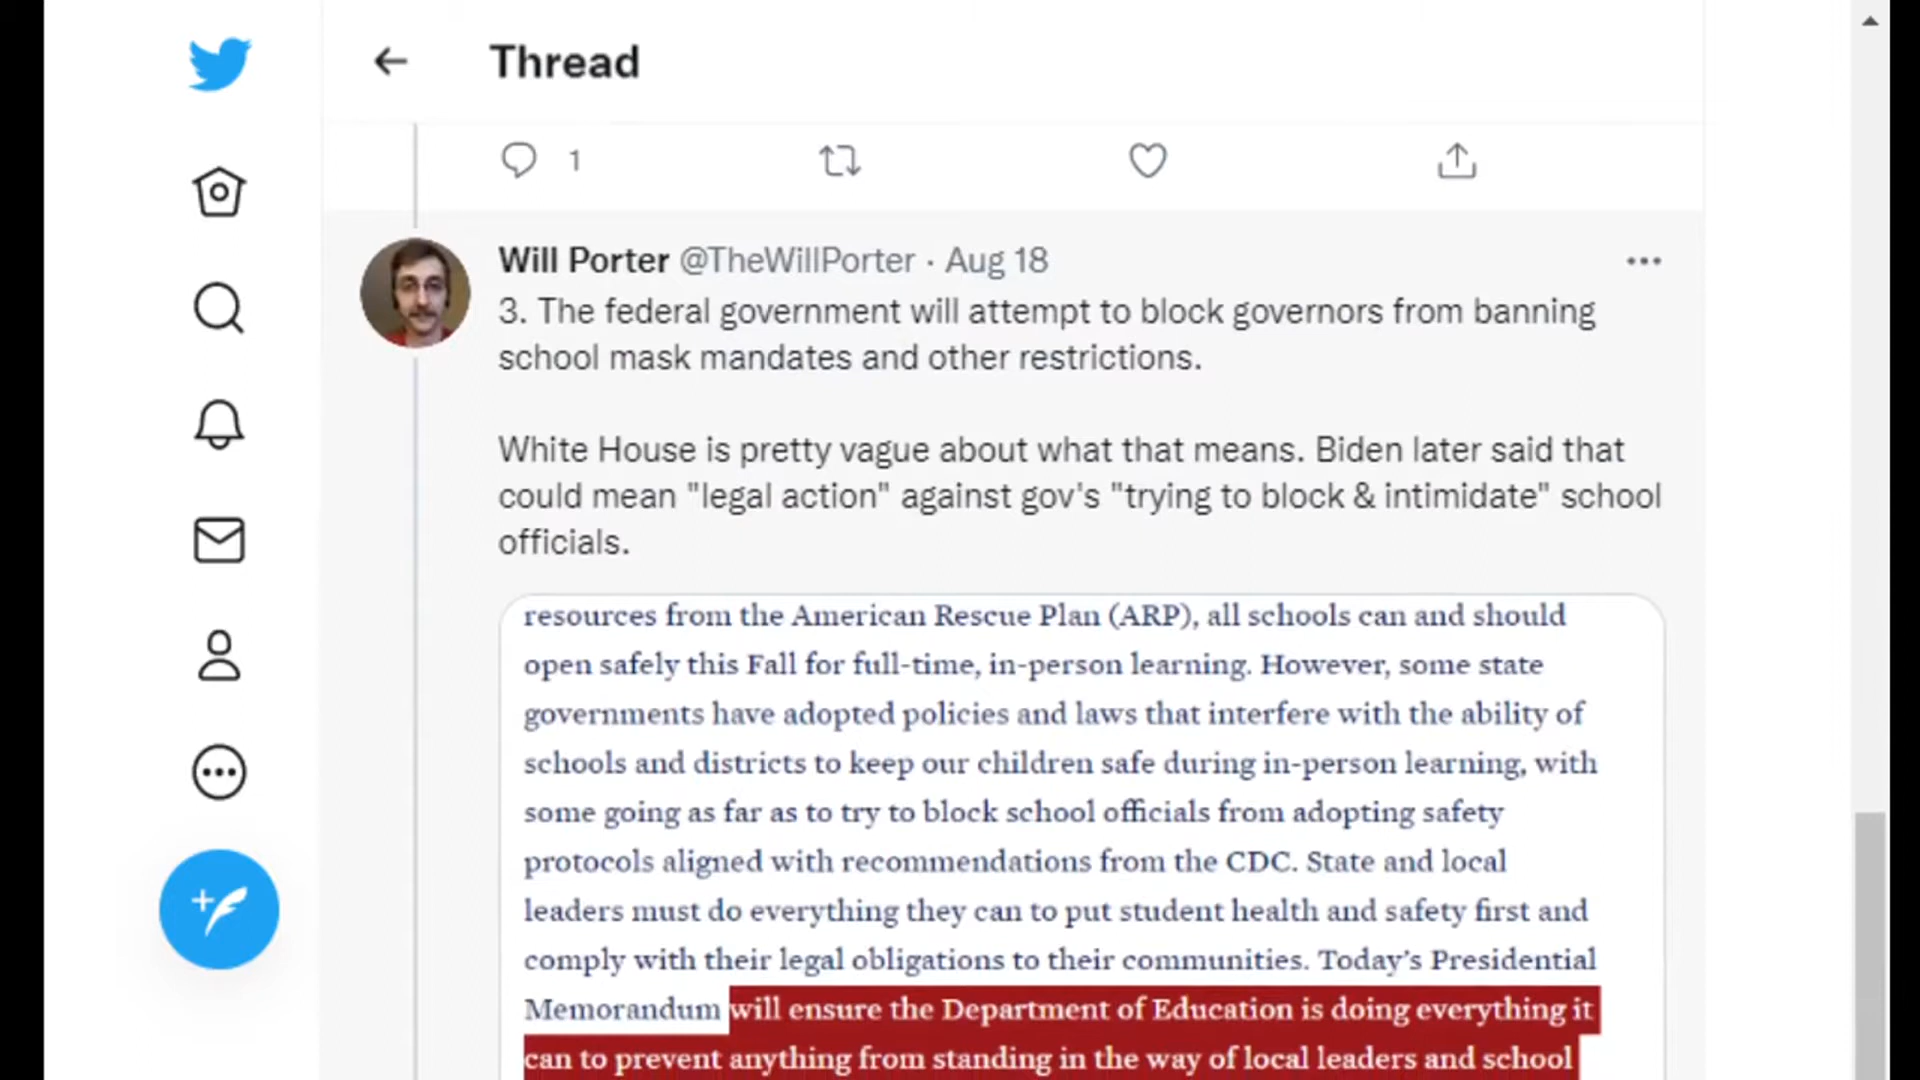 Thread
1
Will Porter @TheWillPorter · Aug 18
3. The federal government will attempt to block governors from banning
school mask mandates and other restrictions.
White House is pretty vague about what that means. Biden later said that
could mean "legal action" against gov's "trying to block & intimidate" school
officials.
resources from the American Rescue Plan (ARP), all schools can and should
open safely this Fall for full-time, in-person learning. However, some state
governments have adopted policies and laws that interfere with the ability of
schools and districts to keep our children safe during in-person learning, with
some going as far as to try to block school officials from adopting safety
protocols aligned with recommendations from the CDC. State and local
leaders must do everything they can to put student health and safety first and
comply with their legal obligations to their communities. Today's Presidential
Memorandum will ensure the Department of Education is doing everything it
can to prevent anything from standing in the way of local leaders and school